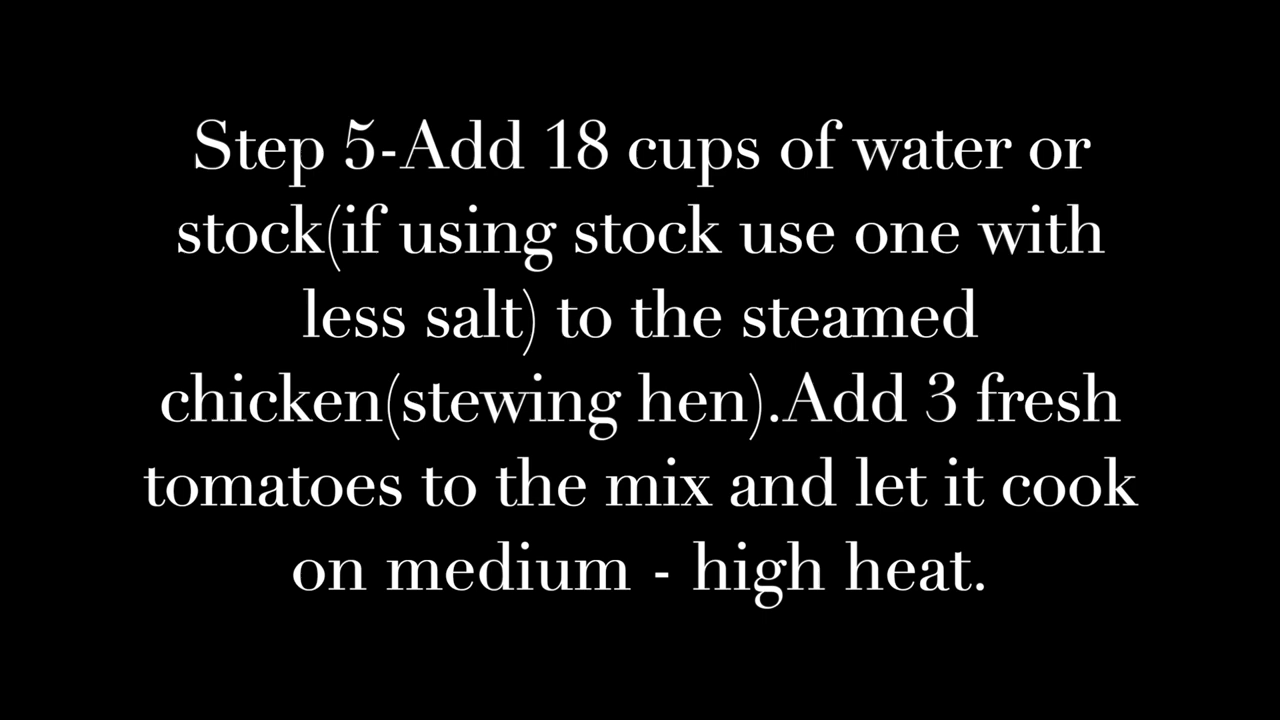 Step 5-Add 18 cups of water or
stock(if using stock use one with
less salt) to the steamed
chicken(stewing hen).Add 3 fresh
tomatoes to the mix and let it cook
on medium - high heat.